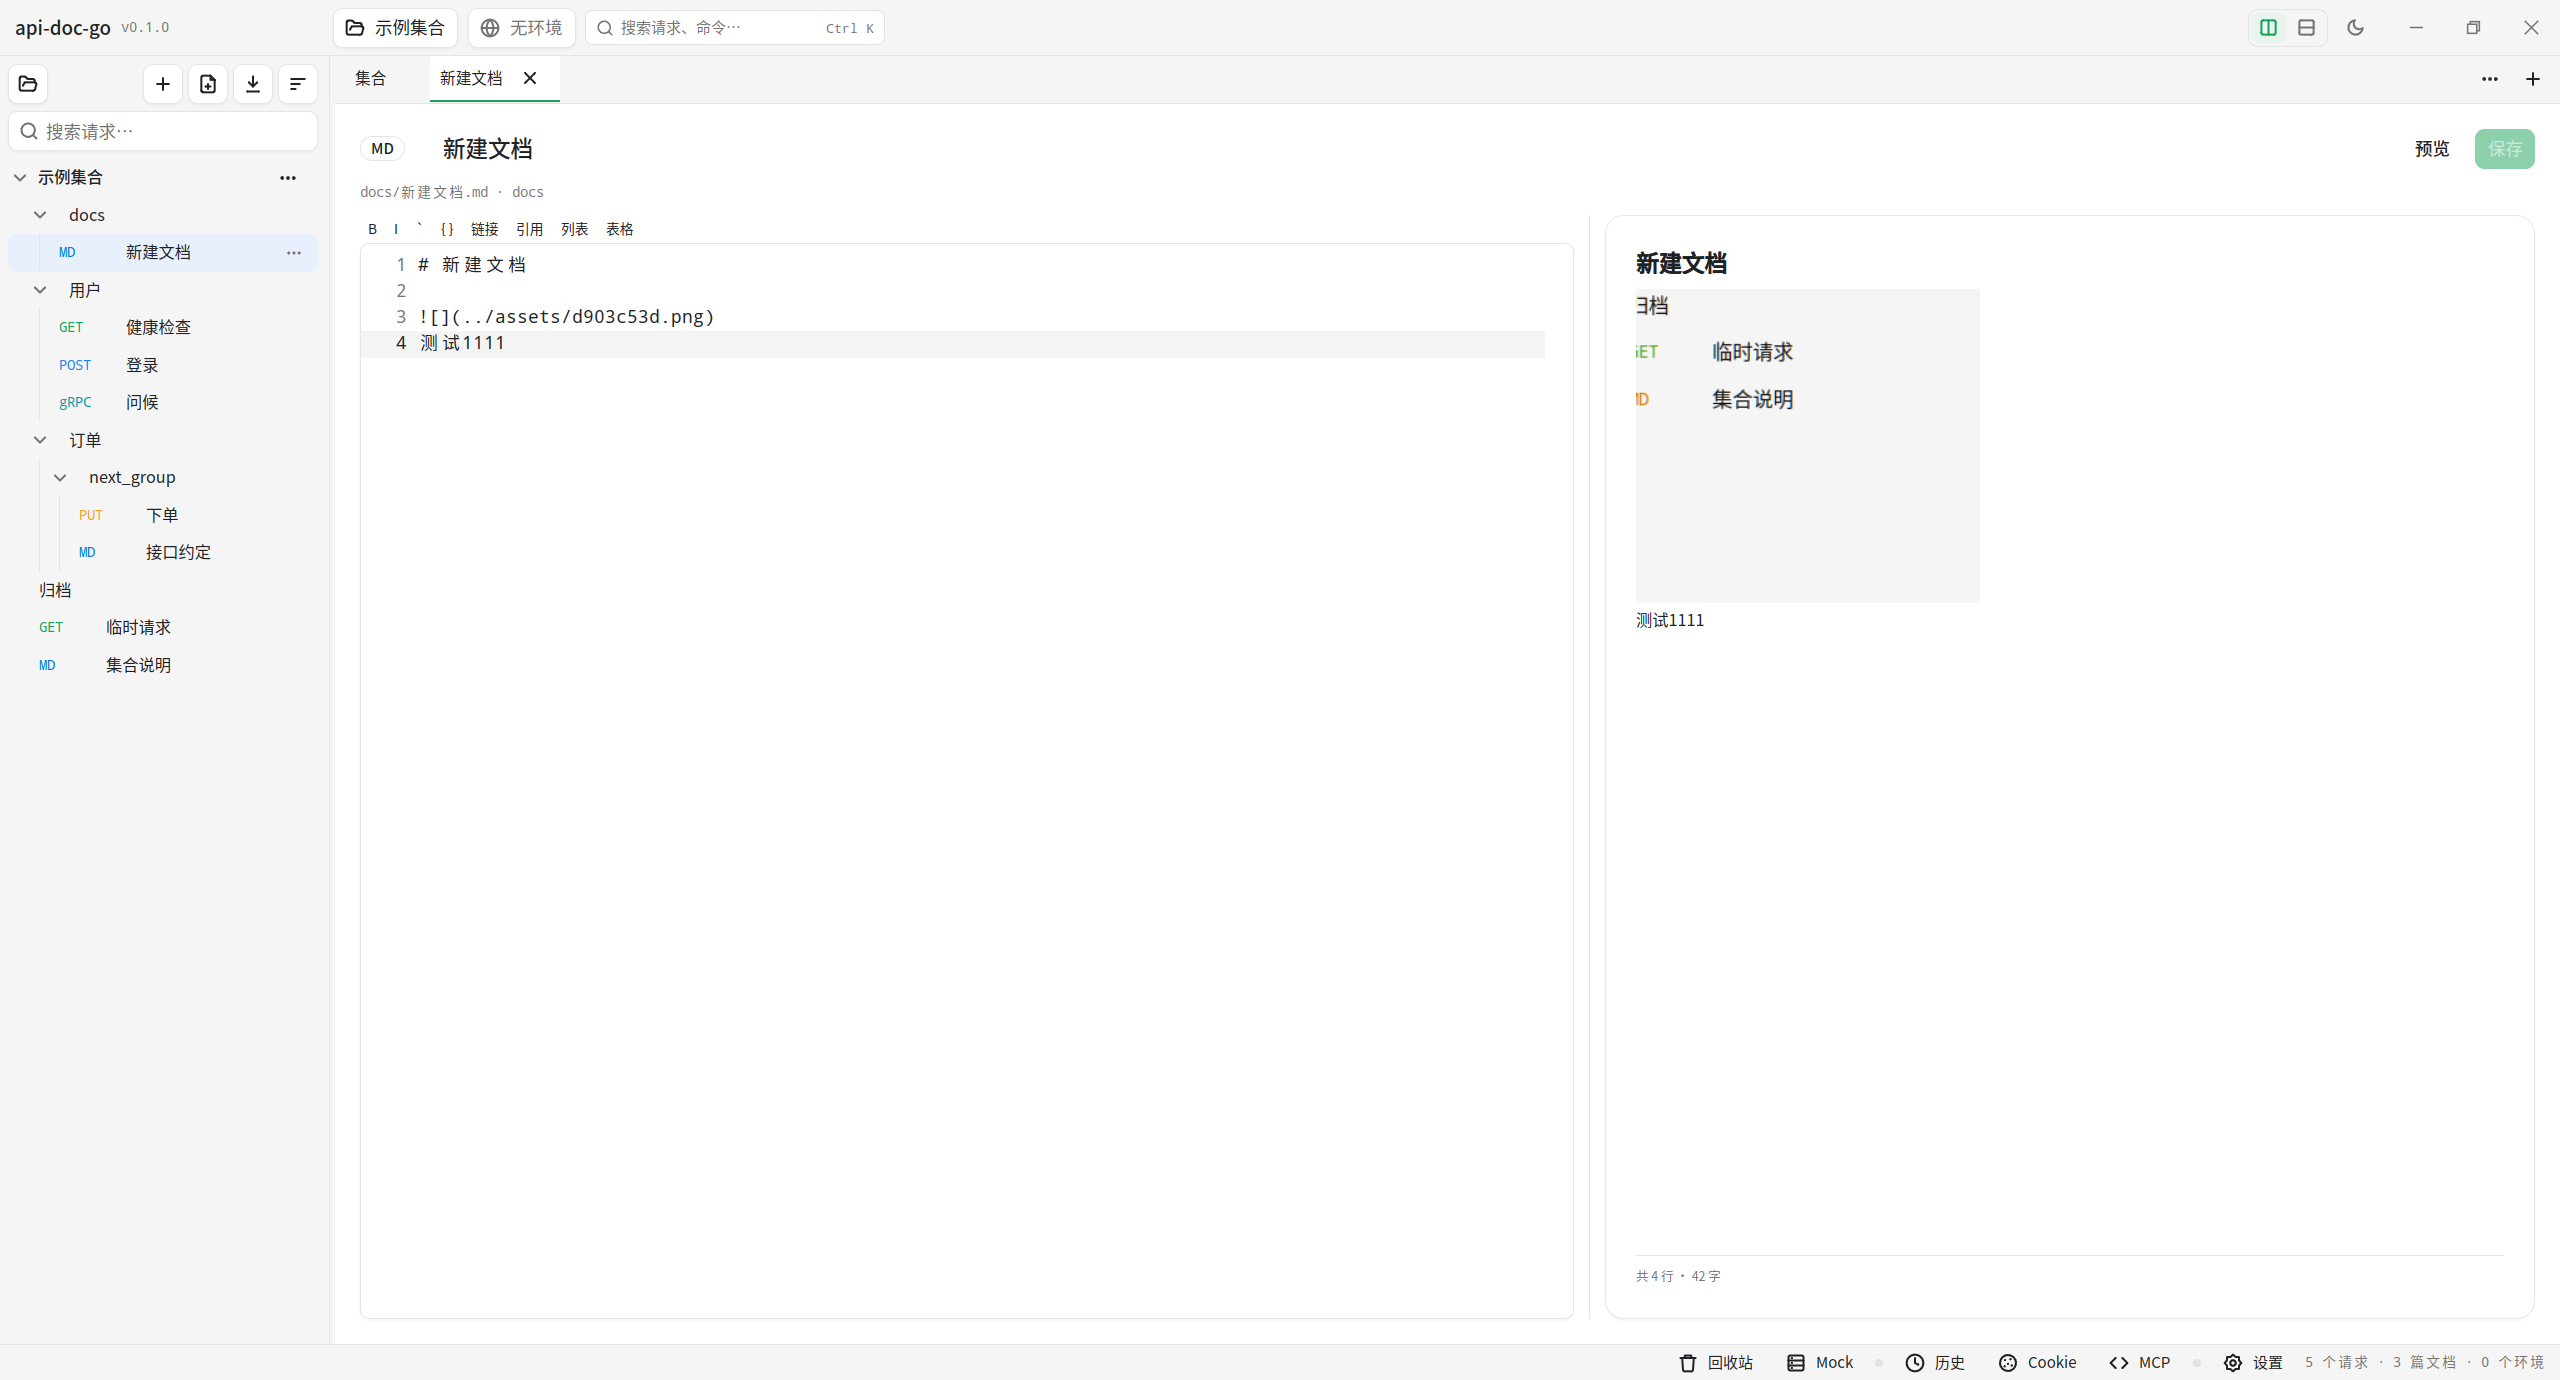 api-doc-go v0.1.0
示例集合
无环境
搜索请求、命令… Ctrl K
搜索请求…
示例集合
docs
MD 新建文档
用户
GET 健康检查
POST 登录
gRPC 问候
订单
next_group
PUT 下单
MD 接口约定
归档
GET 临时请求
MD 集合说明
集合
新建文档
MD 新建文档
预览
保存
docs/新建文档.md · docs
B I ` {} 链接 引用 列表 表格
1 # 新建文档
2
3 ![](../assets/d903c53d.png)
4 测试1111
新建文档
归档
GET 临时请求
MD 集合说明
测试1111
共 4 行 · 42 字
回收站
Mock
历史
Cookie
MCP
设置
5 个请求 · 3 篇文档 · 0 个环境